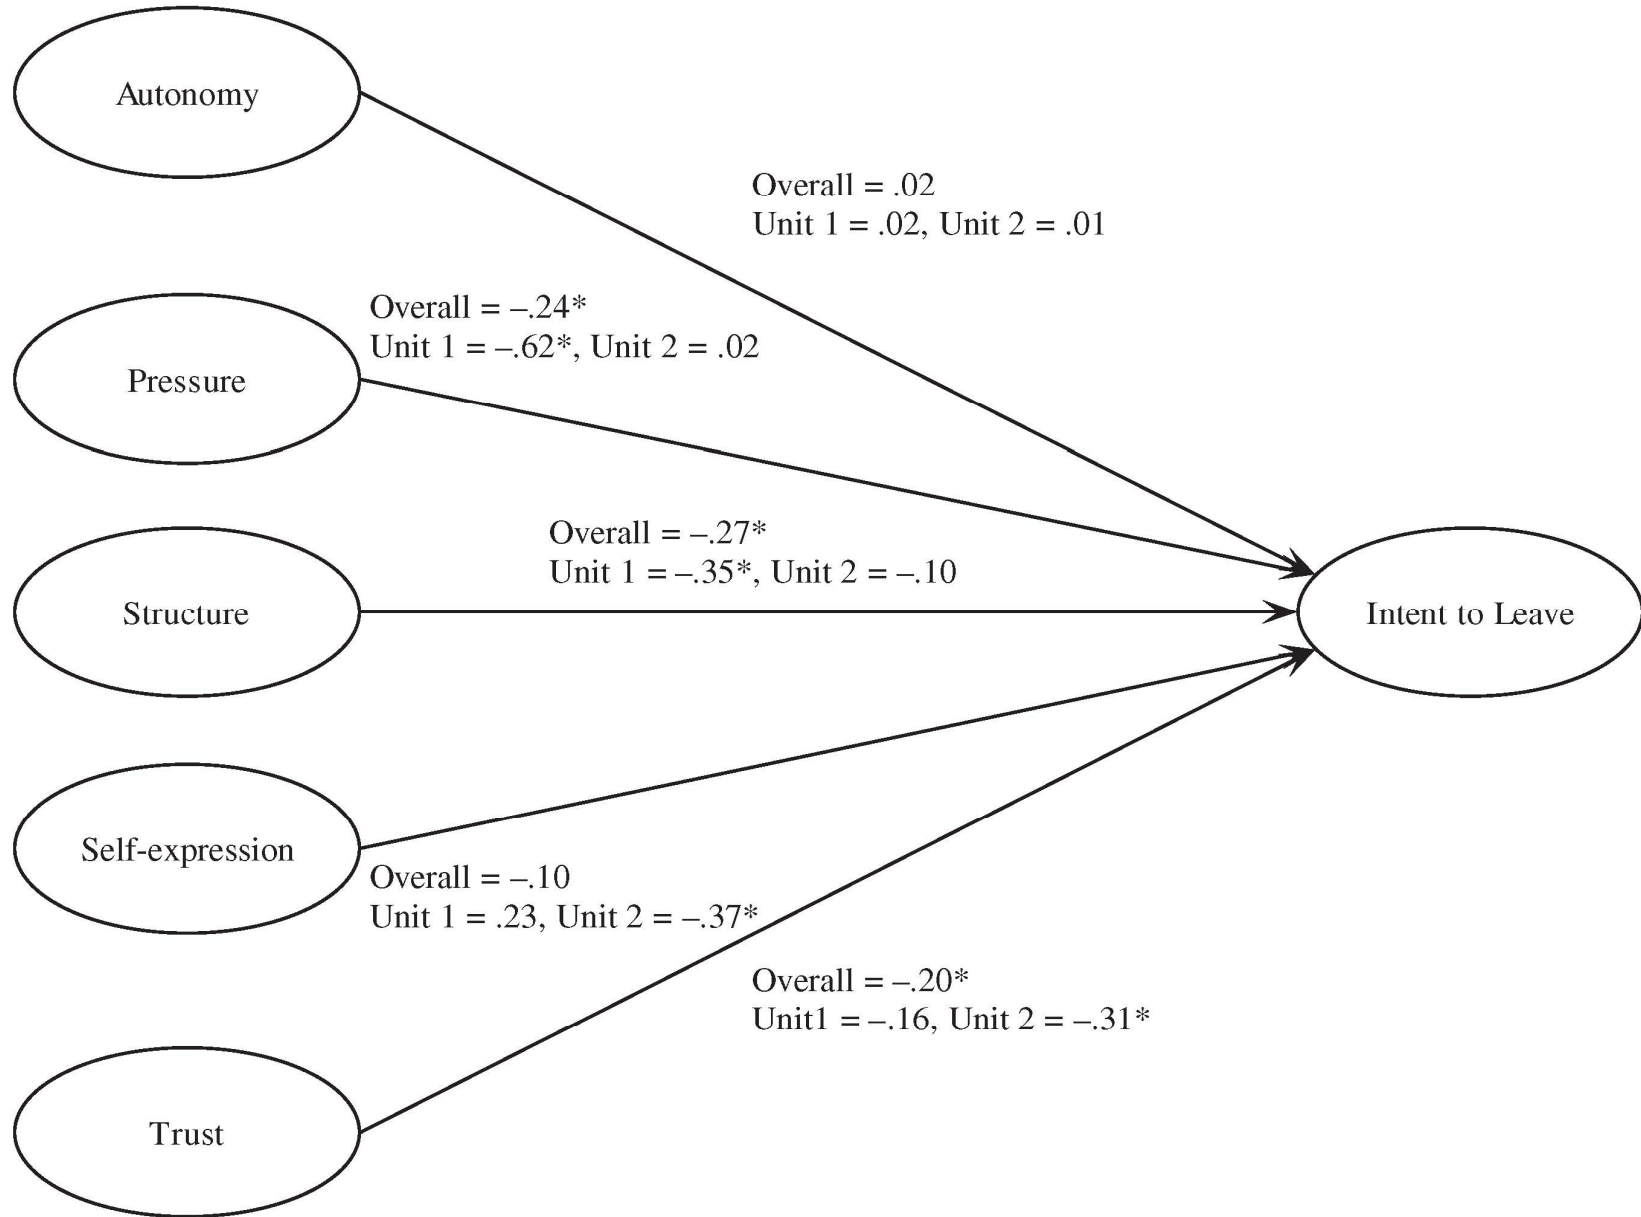 Autonomy
Overall = .02
Unit 1 = .02, Unit 2 = .01
Overall = –.24*
Unit 1 = –.62*, Unit 2 = .02
Pressure
Overall = –.27*
Unit 1 = –.35*, Unit 2 = –.10
Structure
Intent to Leave
Self-expression
Overall = –.10
Unit 1 = .23, Unit 2 = –.37*
Overall = –.20*
Unit1 = –.16, Unit 2 = –.31*
Trust